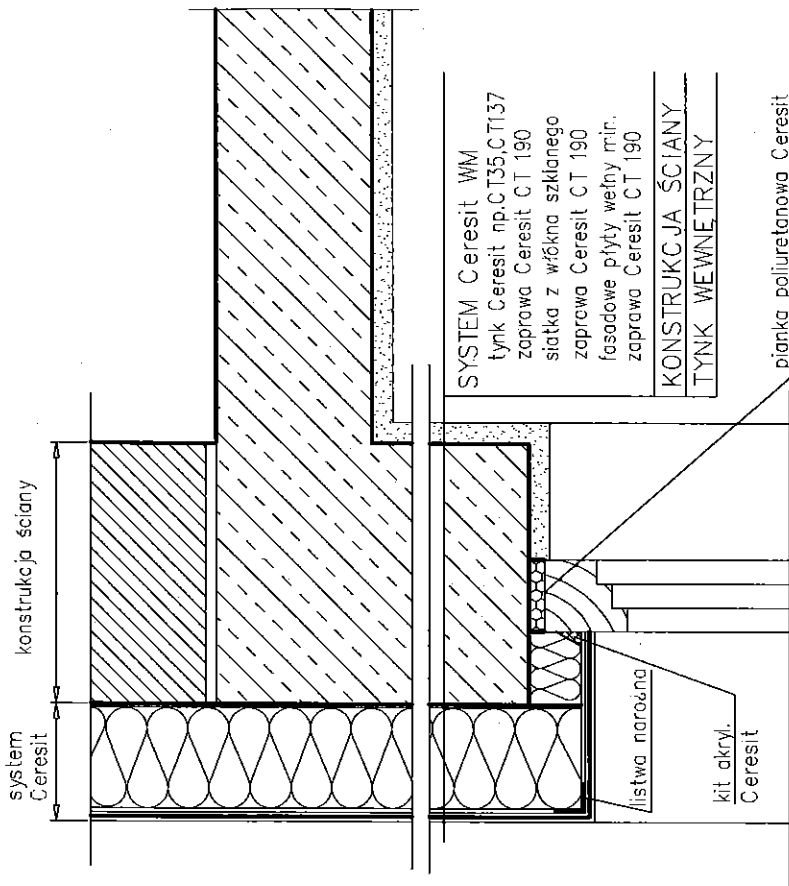 system
Ceresit
konstrukcja ściany
SYSTEM Ceresit WM
tynk Ceresit np.CT35,CT137
zaprawa Ceresit CT 190
siatka z włókna szklanego
zaprawa Ceresit CT 190
fasadowe płyty wełny min.
zaprawa Ceresit CT 190
KONSTRUKCJA ŚCIANY
TYNK WEWNĘTRZNY
listwa narożna
kit akryl.
Ceresit
pianka poliuretanowa Ceresit